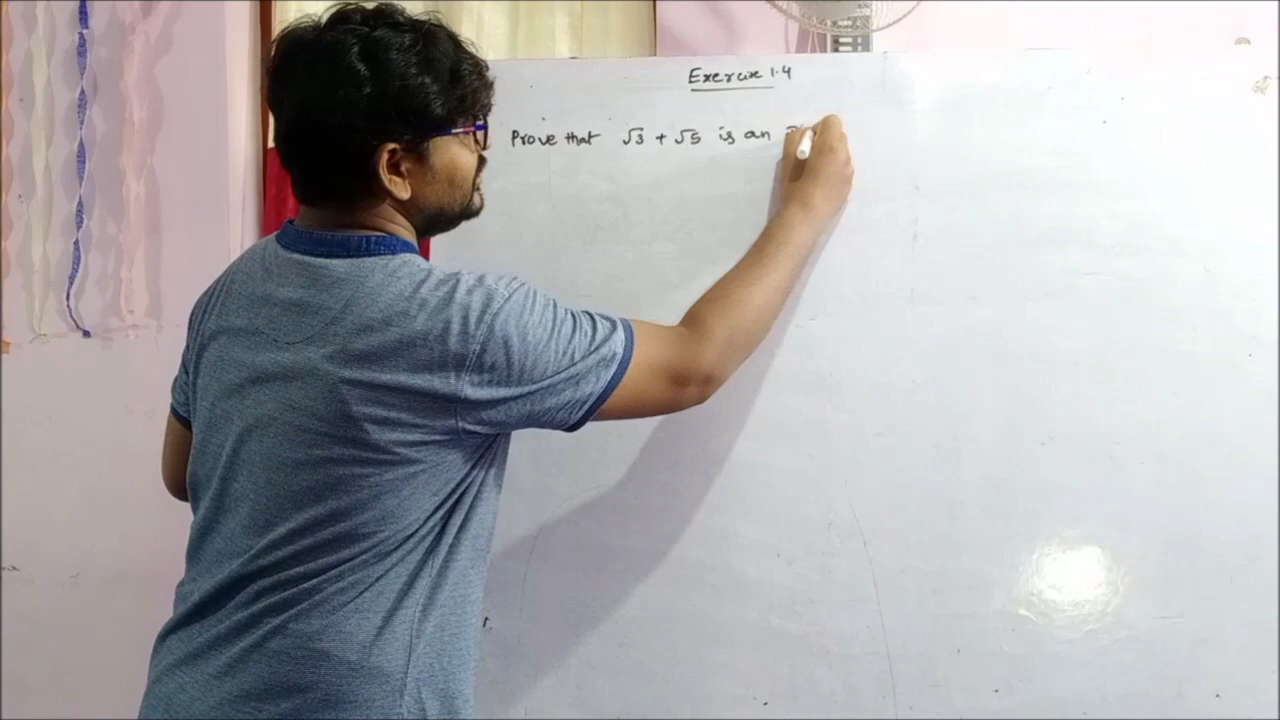 Exercise 1.4
Prove that √3 + √5 is an